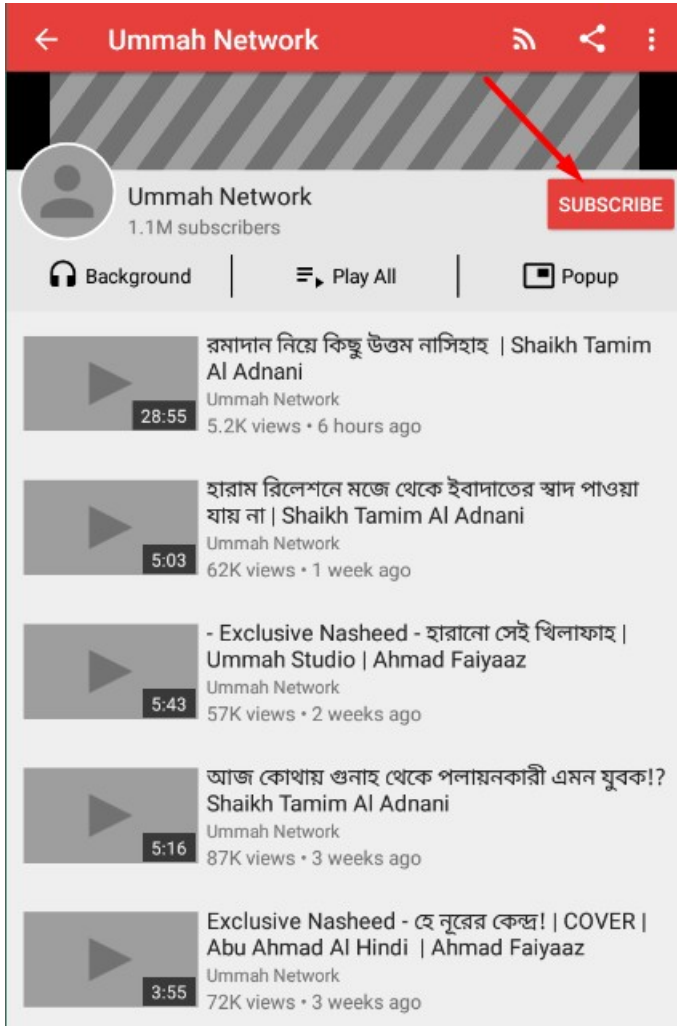 Ummah Network
Ummah Network
SUBSCRIBE
1.1M subscribers
Background
Play All
Popup
রমাদান নিয়ে কিছু উত্তম নাসিহাহ | Shaikh Tamim
Al Adnani
Ummah Network
28:55
5.2K views • 6 hours ago
হারাম রিলেশনে মজে থেকে ইবাদাতের স্বাদ পাওয়া
যায় না | Shaikh Tamim Al Adnani
Ummah Network
5:03
62K views • 1 week ago
- Exclusive Nasheed - হারানো সেই খিলাফাহ |
Ummah Studio | Ahmad Faiyaaz
Ummah Network
5:43
57K views • 2 weeks ago
আজ কোথায় গুনাহ থেকে পলায়নকারী এমন যুবক!?
Shaikh Tamim Al Adnani
Ummah Network
5:16
87K views • 3 weeks ago
Exclusive Nasheed - হে নূরের কেন্দ্র! | COVER |
Abu Ahmad Al Hindi | Ahmad Faiyaaz
Ummah Network
3:55
72K views • 3 weeks ago